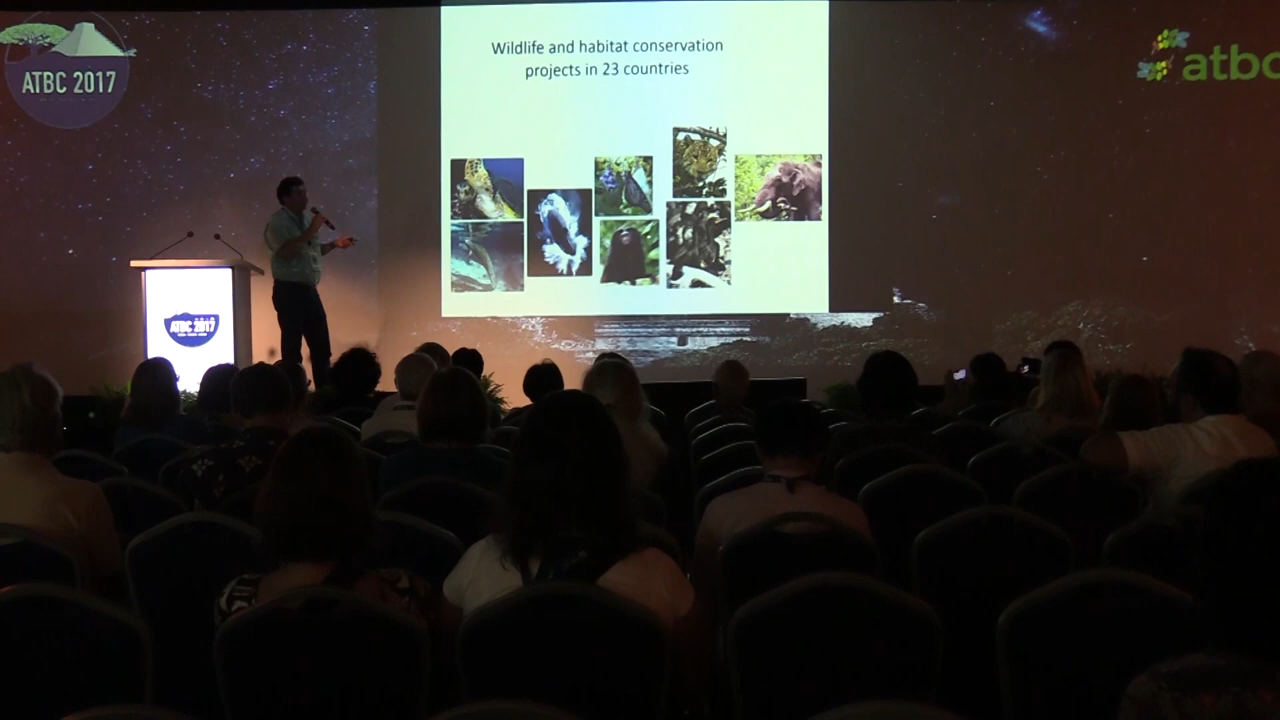 ATBC 2017
Wildlife and habitat conservation
projects in 23 countries
atbc
ATBC 2017